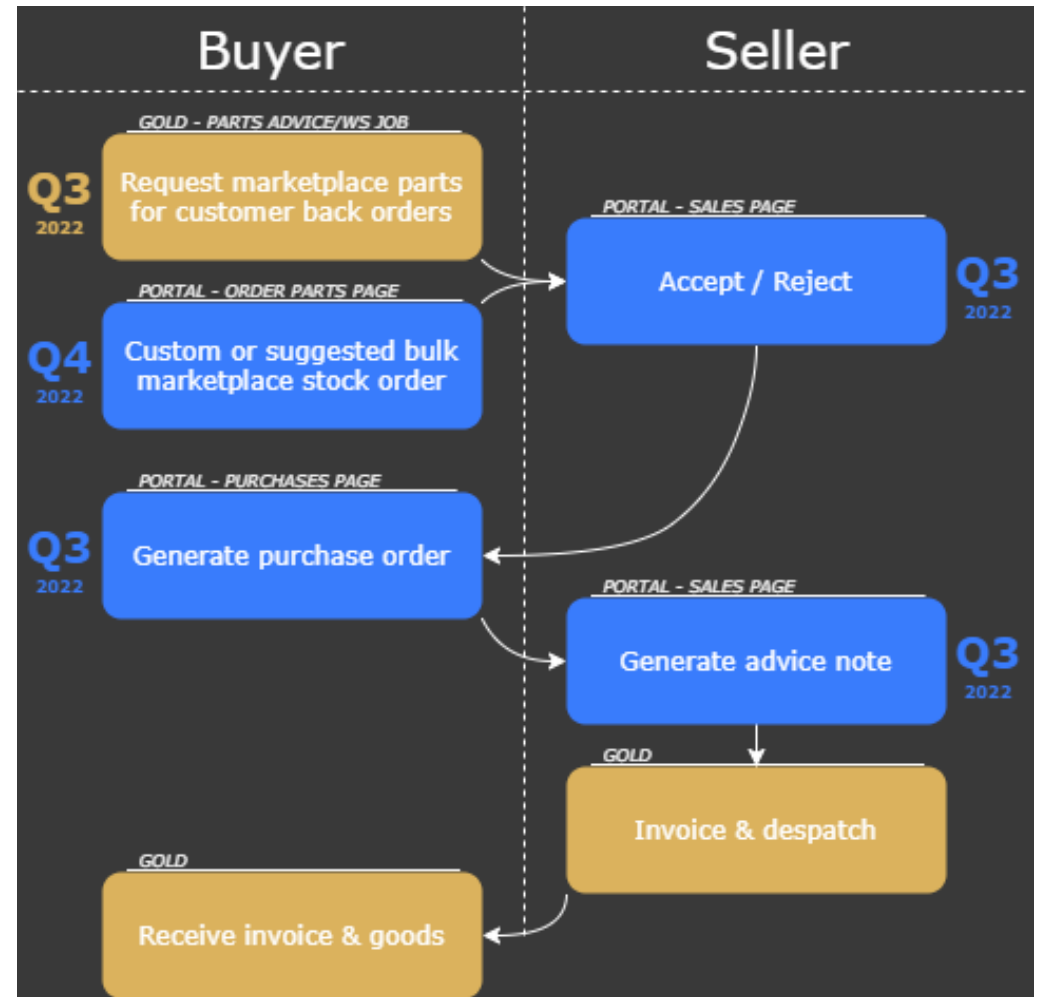 Buyer
Seller
GOLD - PARTS ADVICE/WS JOB
Q3
2022
Request marketplace parts
for customer back orders
PORTAL - SALES PAGE
Accept / Reject
Q3
2022
PORTAL - ORDER PARTS PAGE
Q4
2022
Custom or suggested bulk
marketplace stock order
PORTAL - PURCHASES PAGE
Q3
2022
Generate purchase order
PORTAL - SALES PAGE
Generate advice note
Q3
2022
GOLD
Invoice & despatch
GOLD
Receive invoice & goods